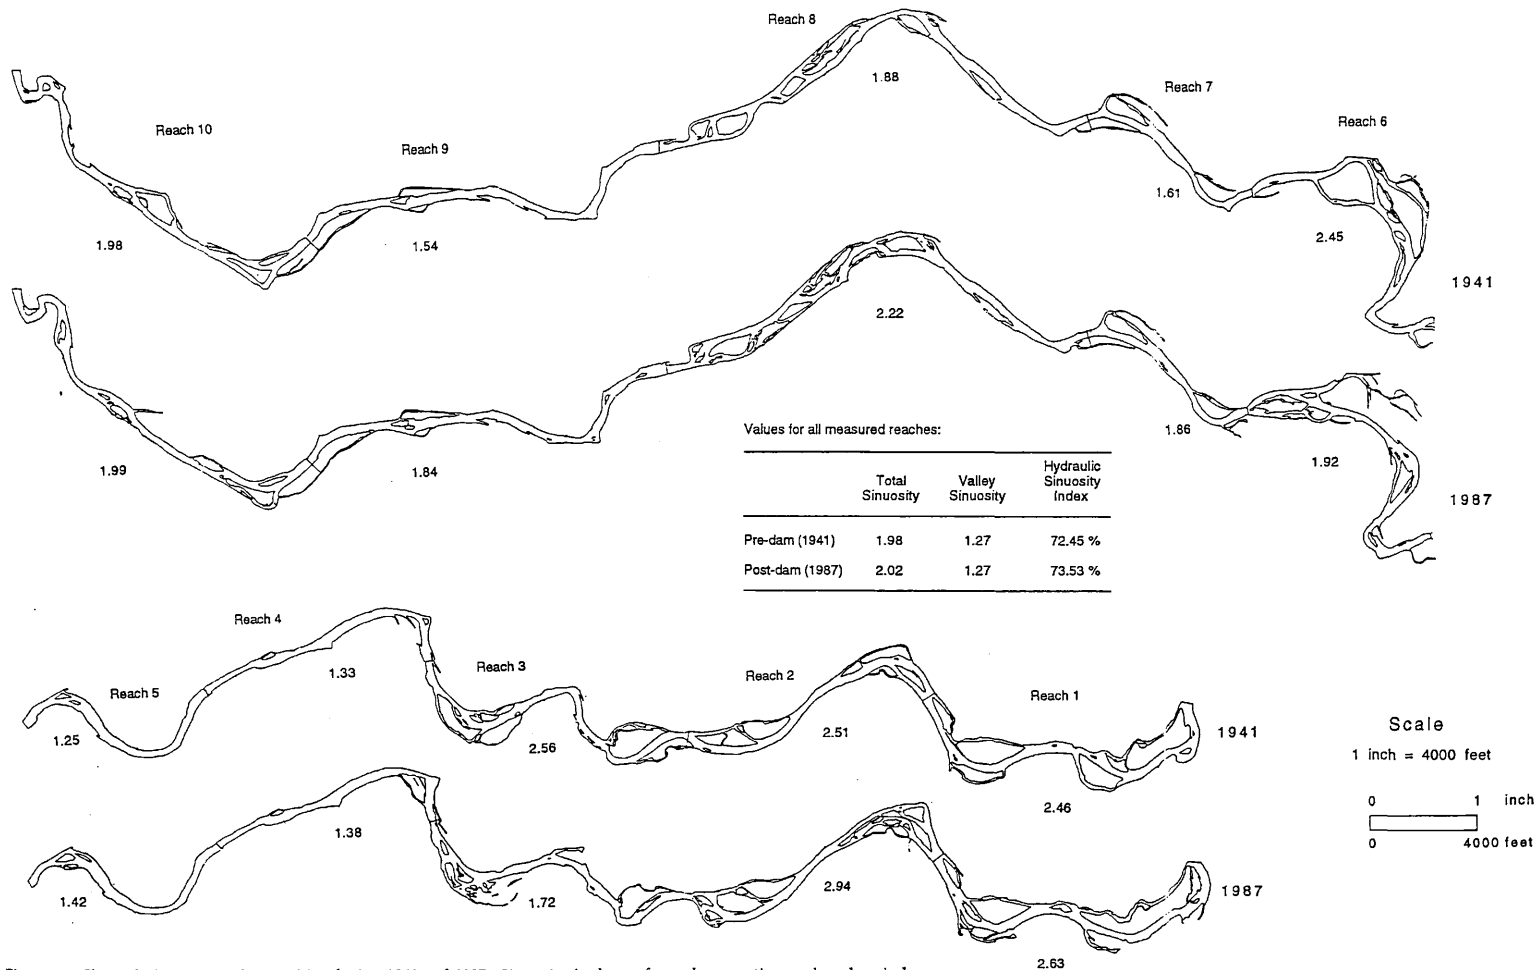 Reach 8
1.88
Reach 7
Reach 10
Reach 9
Reach 6
1.61
1.98
1.54
2.45
1941
2.22
1.99
1.84
1.86
1.92
1987
Values for all measured reaches:
Total Sinuosity
Valley Sinuosity
Hydraulic Sinuosity Index
Pre-dam (1941) 1.98 1.27 72.45 %
Post-dam (1987) 2.02 1.27 73.53 %
Reach 4
Reach 5
1.33
Reach 3
Reach 2
Reach 1
1.25
2.56
2.51
2.46
1941
1.42
1.38
1.72
2.94
2.63
1987
Scale
1 inch = 4000 feet
0 1 inch
0 4000 feet